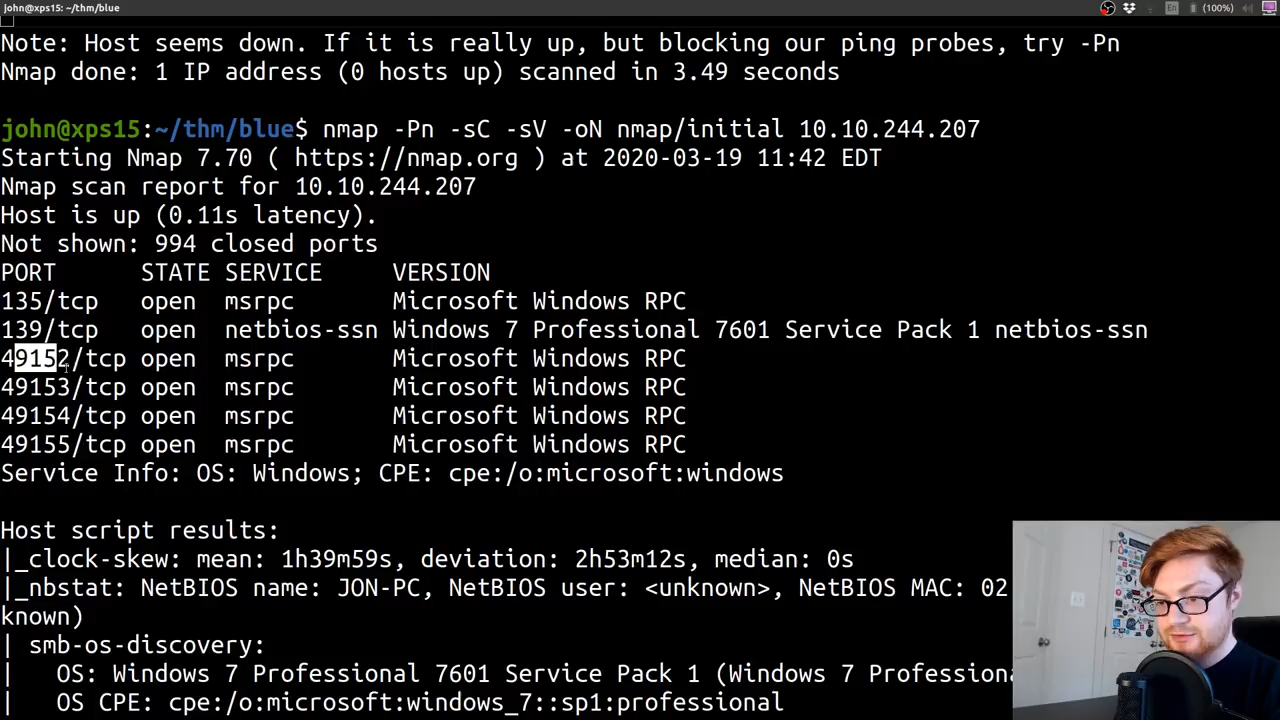 john@xps15: ~/thm/blue
En
(100%)
Note: Host seems down. If it is really up, but blocking our ping probes, try -Pn
Nmap done: 1 IP address (0 hosts up) scanned in 3.49 seconds
john@xps15:~/thm/blue$ nmap -Pn -sC -sV -oN nmap/initial 10.10.244.207
Starting Nmap 7.70 ( https://nmap.org ) at 2020-03-19 11:42 EDT
Nmap scan report for 10.10.244.207
Host is up (0.11s latency).
Not shown: 994 closed ports
PORT STATE SERVICE VERSION
135/tcp open msrpc Microsoft Windows RPC
139/tcp open netbios-ssn Windows 7 Professional 7601 Service Pack 1 netbios-ssn
49152/tcp open msrpc Microsoft Windows RPC
49153/tcp open msrpc Microsoft Windows RPC
49154/tcp open msrpc Microsoft Windows RPC
49155/tcp open msrpc Microsoft Windows RPC
Service Info: OS: Windows; CPE: cpe:/o:microsoft:windows
Host script results:
|_clock-skew: mean: 1h39m59s, deviation: 2h53m12s, median: 0s
|_nbstat: NetBIOS name: JON-PC, NetBIOS user: <unknown>, NetBIOS MAC: 02
known)
| smb-os-discovery:
| OS: Windows 7 Professional 7601 Service Pack 1 (Windows 7 Profession
| OS CPE: cpe:/o:microsoft:windows_7::sp1:professional